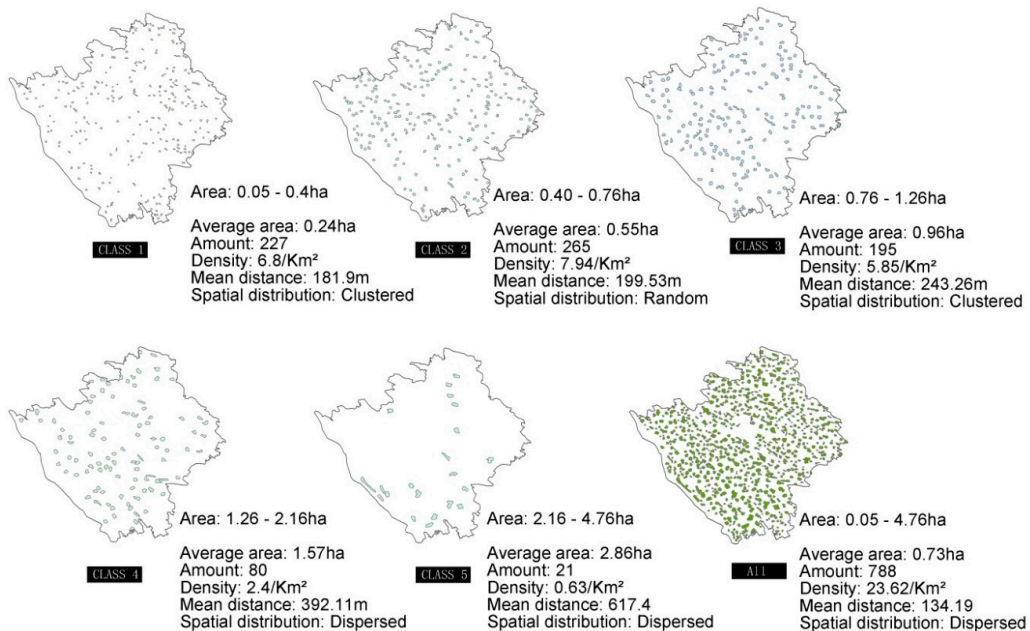 Area: 0.05 - 0.4ha
Average area: 0.24ha
Amount: 227
Density: 6.8/Km²
Mean distance: 181.9m
Spatial distribution: Clustered
CLASS 1
Area: 0.40 - 0.76ha
Average area: 0.55ha
Amount: 265
Density: 7.94/Km²
Mean distance: 199.53m
Spatial distribution: Random
CLASS 2
Area: 0.76 - 1.26ha
Average area: 0.96ha
Amount: 195
Density: 5.85/Km²
Mean distance: 243.26m
Spatial distribution: Clustered
CLASS 3
Area: 1.26 - 2.16ha
Average area: 1.57ha
Amount: 80
Density: 2.4/Km²
Mean distance: 392.11m
Spatial distribution: Dispersed
CLASS 4
Area: 2.16 - 4.76ha
Average area: 2.86ha
Amount: 21
Density: 0.63/Km²
Mean distance: 617.4
Spatial distribution: Dispersed
CLASS 5
Area: 0.05 - 4.76ha
Average area: 0.73ha
Amount: 788
Density: 23.62/Km²
Mean distance: 134.19
Spatial distribution: Dispersed
All